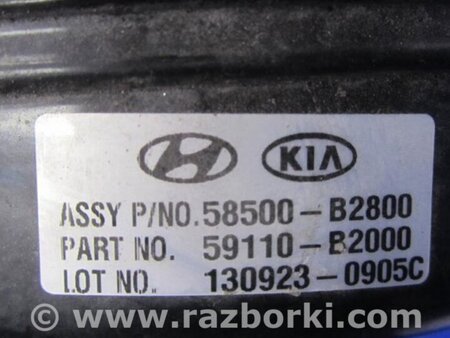 KIA
ASSY P/NO. 58500-B2800
PART NO. 59110-B2000
LOT NO. 130923-0905C
© www.razborki.com